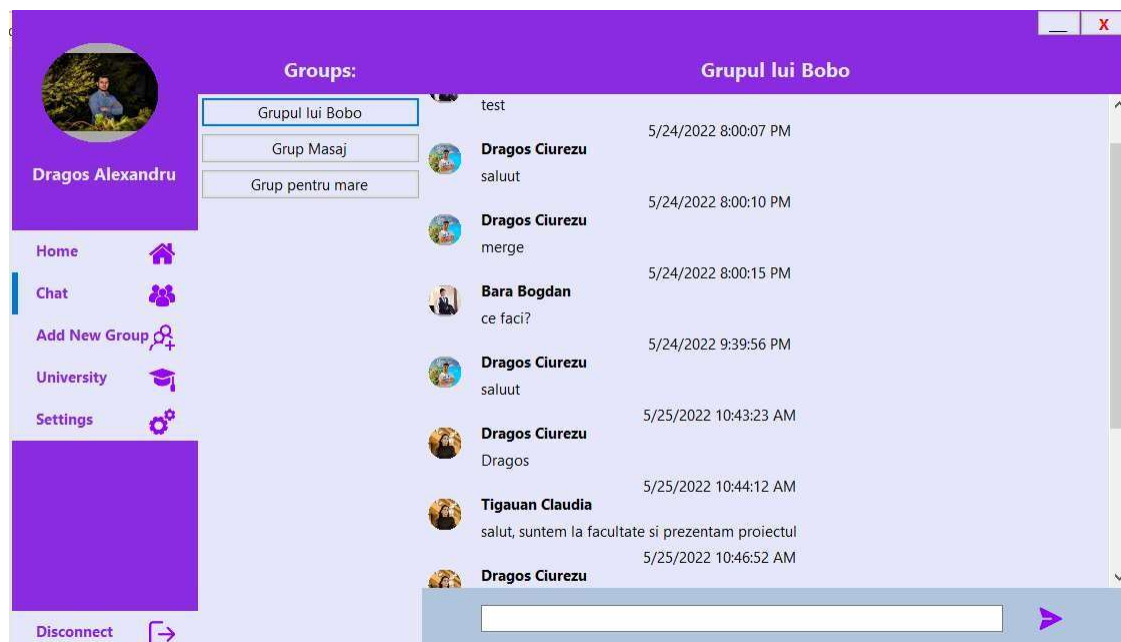 X
Groups:
Grupul lui Bobo
Dragos Alexandru
Grupul lui Bobo
Grup Masaj
Grup pentru mare
Home
Chat
Add New Group
University
Settings
Disconnect
test
5/24/2022 8:00:07 PM
Dragos Ciurezu
saluut
5/24/2022 8:00:10 PM
Dragos Ciurezu
merge
5/24/2022 8:00:15 PM
Bara Bogdan
ce faci?
5/24/2022 9:39:56 PM
Dragos Ciurezu
saluut
5/25/2022 10:43:23 AM
Dragos Ciurezu
Dragos
5/25/2022 10:44:12 AM
Tigauan Claudia
salut, suntem la facultate si prezentam proiectul
5/25/2022 10:46:52 AM
Dragos Ciurezu